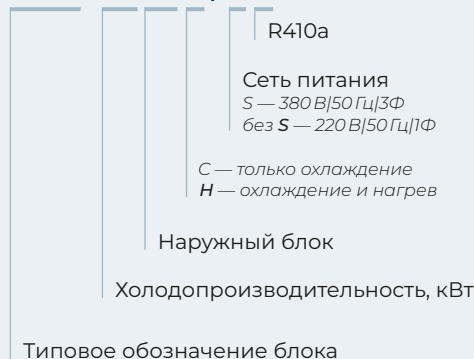 R410a
Сеть питания
S — 380 В|50 Гц|3Ф
без S — 220 В|50 Гц|1Ф
C — только охлаждение
H — охлаждение и нагрев
Наружный блок
Холодопроизводительность, кВт
Типовое обозначение блока